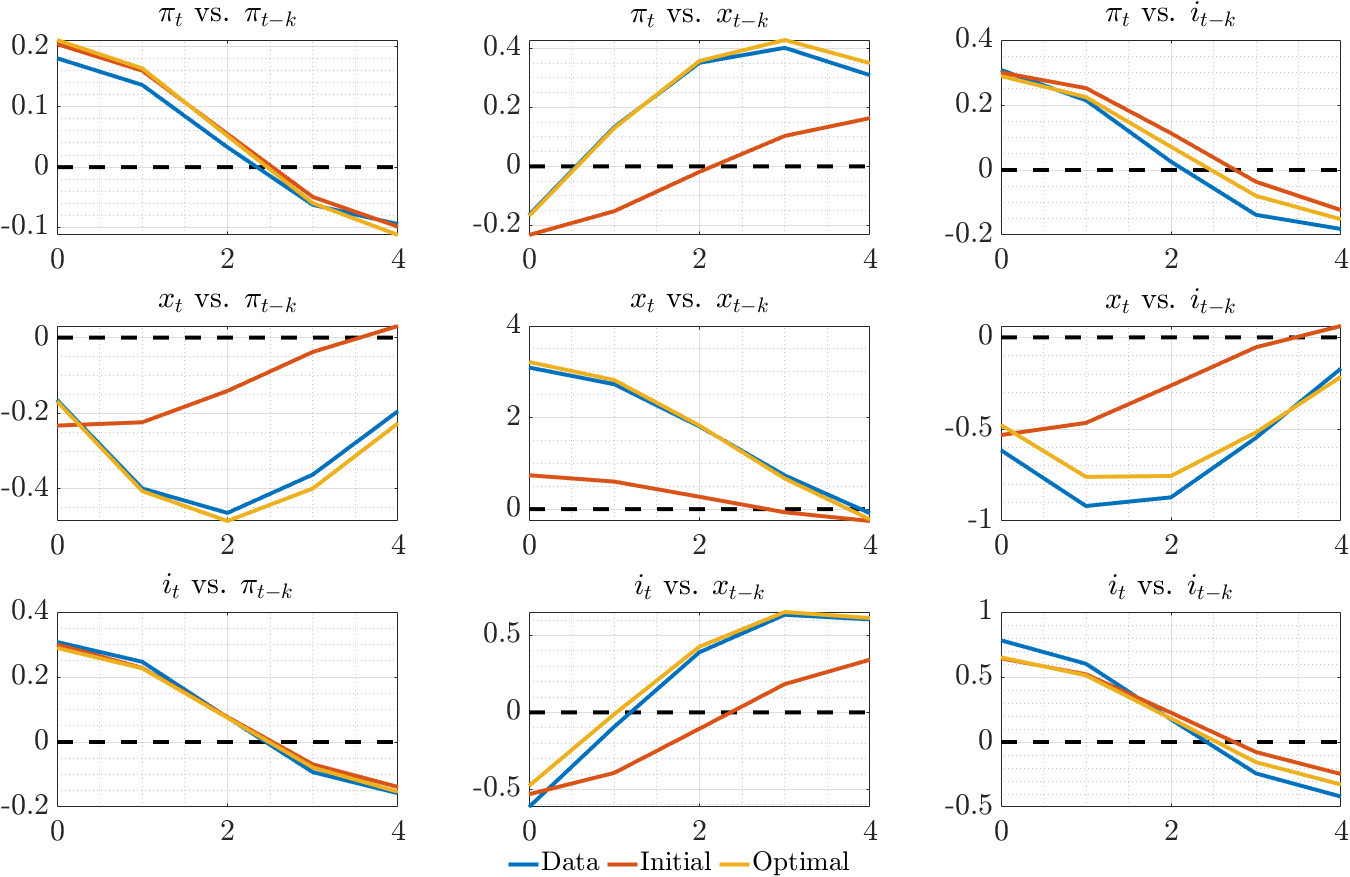 π_t vs. π_{t−k}
0.2
0.1
0
-0.1
0 2 4
π_t vs. x_{t−k}
0.4
0.2
0
-0.2
0 2 4
π_t vs. i_{t−k}
0.4
0.2
0
-0.2
0 2 4
x_t vs. π_{t−k}
0
-0.2
-0.4
0 2 4
x_t vs. x_{t−k}
4
2
0
0 2 4
x_t vs. i_{t−k}
0
-0.5
-1
0 2 4
i_t vs. π_{t−k}
0.4
0.2
0
-0.2
0 2 4
i_t vs. x_{t−k}
0.5
0
-0.5
0 2 4
i_t vs. i_{t−k}
1
0.5
0
-0.5
0 2 4
Data Initial Optimal